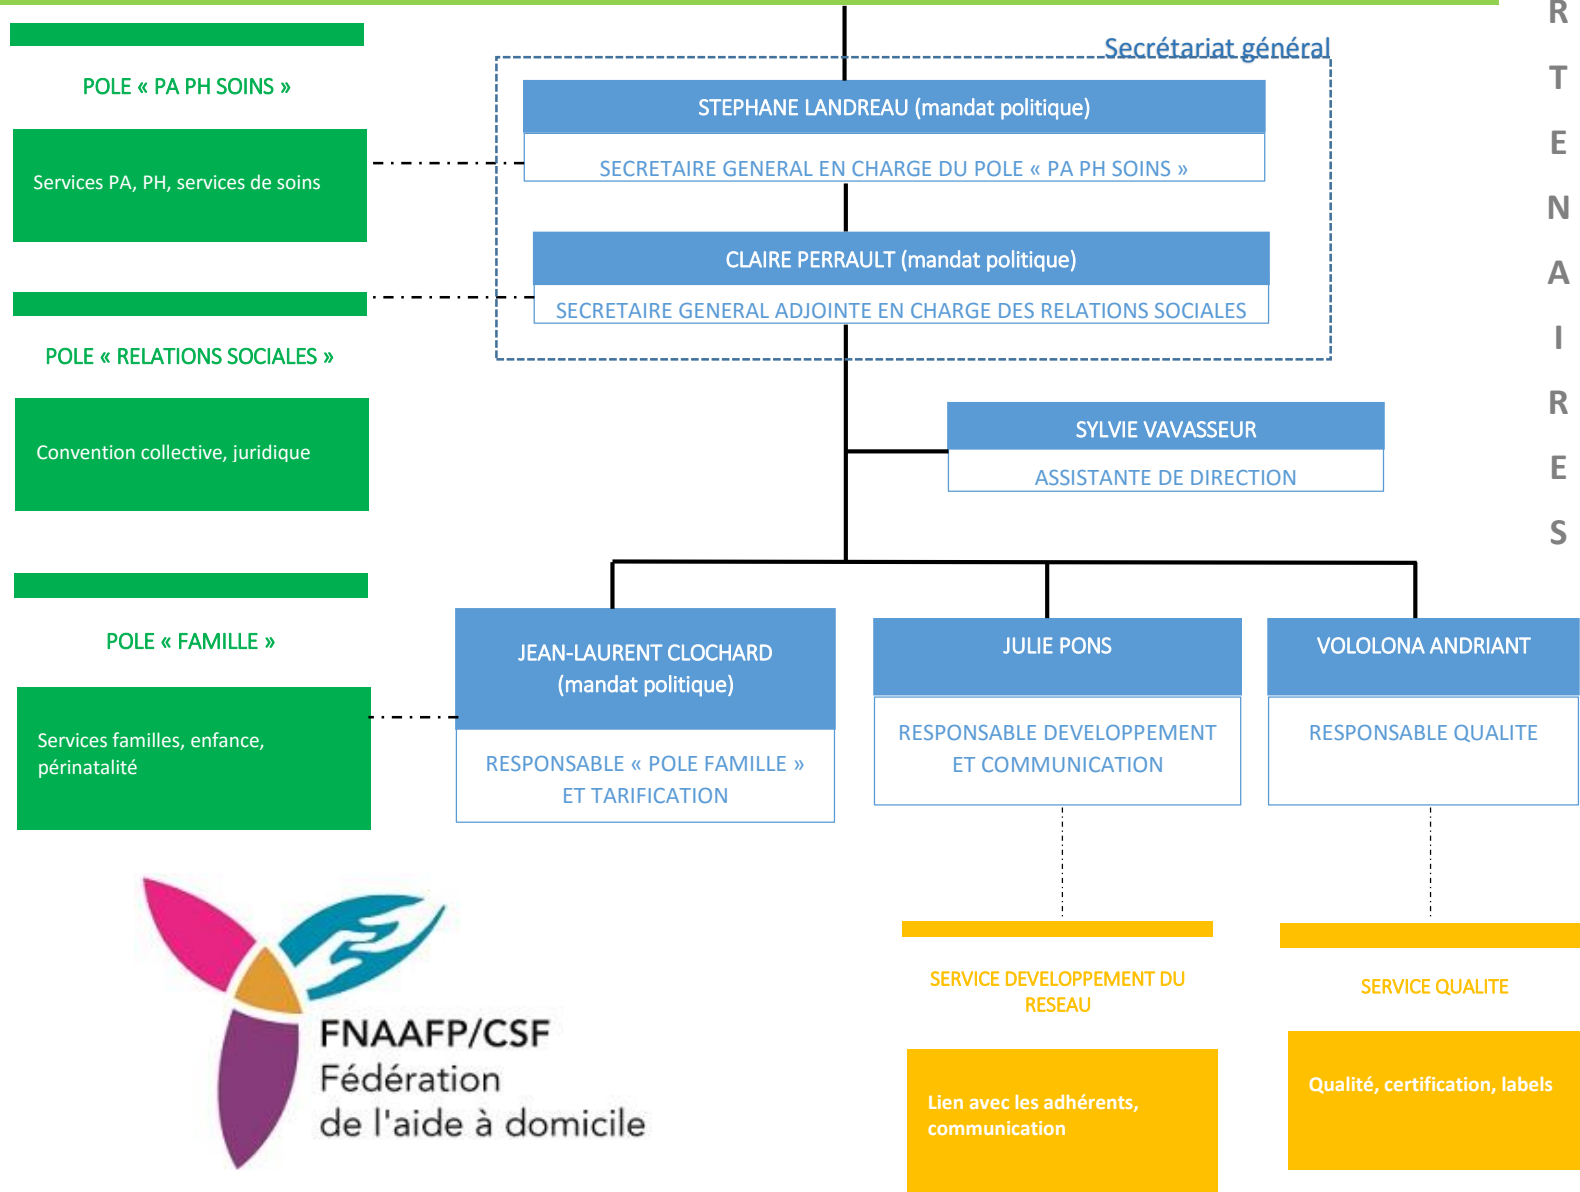 Secrétariat général
POLE « PA PH SOINS »
Services PA, PH, services de soins
STEPHANE LANDREAU (mandat politique)
SECRETAIRE GENERAL EN CHARGE DU POLE « PA PH SOINS »
CLAIRE PERRAULT (mandat politique)
SECRETAIRE GENERAL ADJOINTE EN CHARGE DES RELATIONS SOCIALES
POLE « RELATIONS SOCIALES »
Convention collective, juridique
SYLVIE VAVASSEUR
ASSISTANTE DE DIRECTION
POLE « FAMILLE »
Services familles, enfance,
périnatalité
JEAN-LAURENT CLOCHARD
(mandat politique)
RESPONSABLE « POLE FAMILLE »
ET TARIFICATION
JULIE PONS
RESPONSABLE DEVELOPPEMENT
ET COMMUNICATION
VOLOLONA ANDRIANT
RESPONSABLE QUALITE
SERVICE DEVELOPPEMENT DU
RESEAU
Lien avec les adhérents,
communication
SERVICE QUALITE
Qualité, certification, labels
FNAAFP/CSF
Fédération
de l'aide à domicile
R
T
E
N
A
I
R
E
S